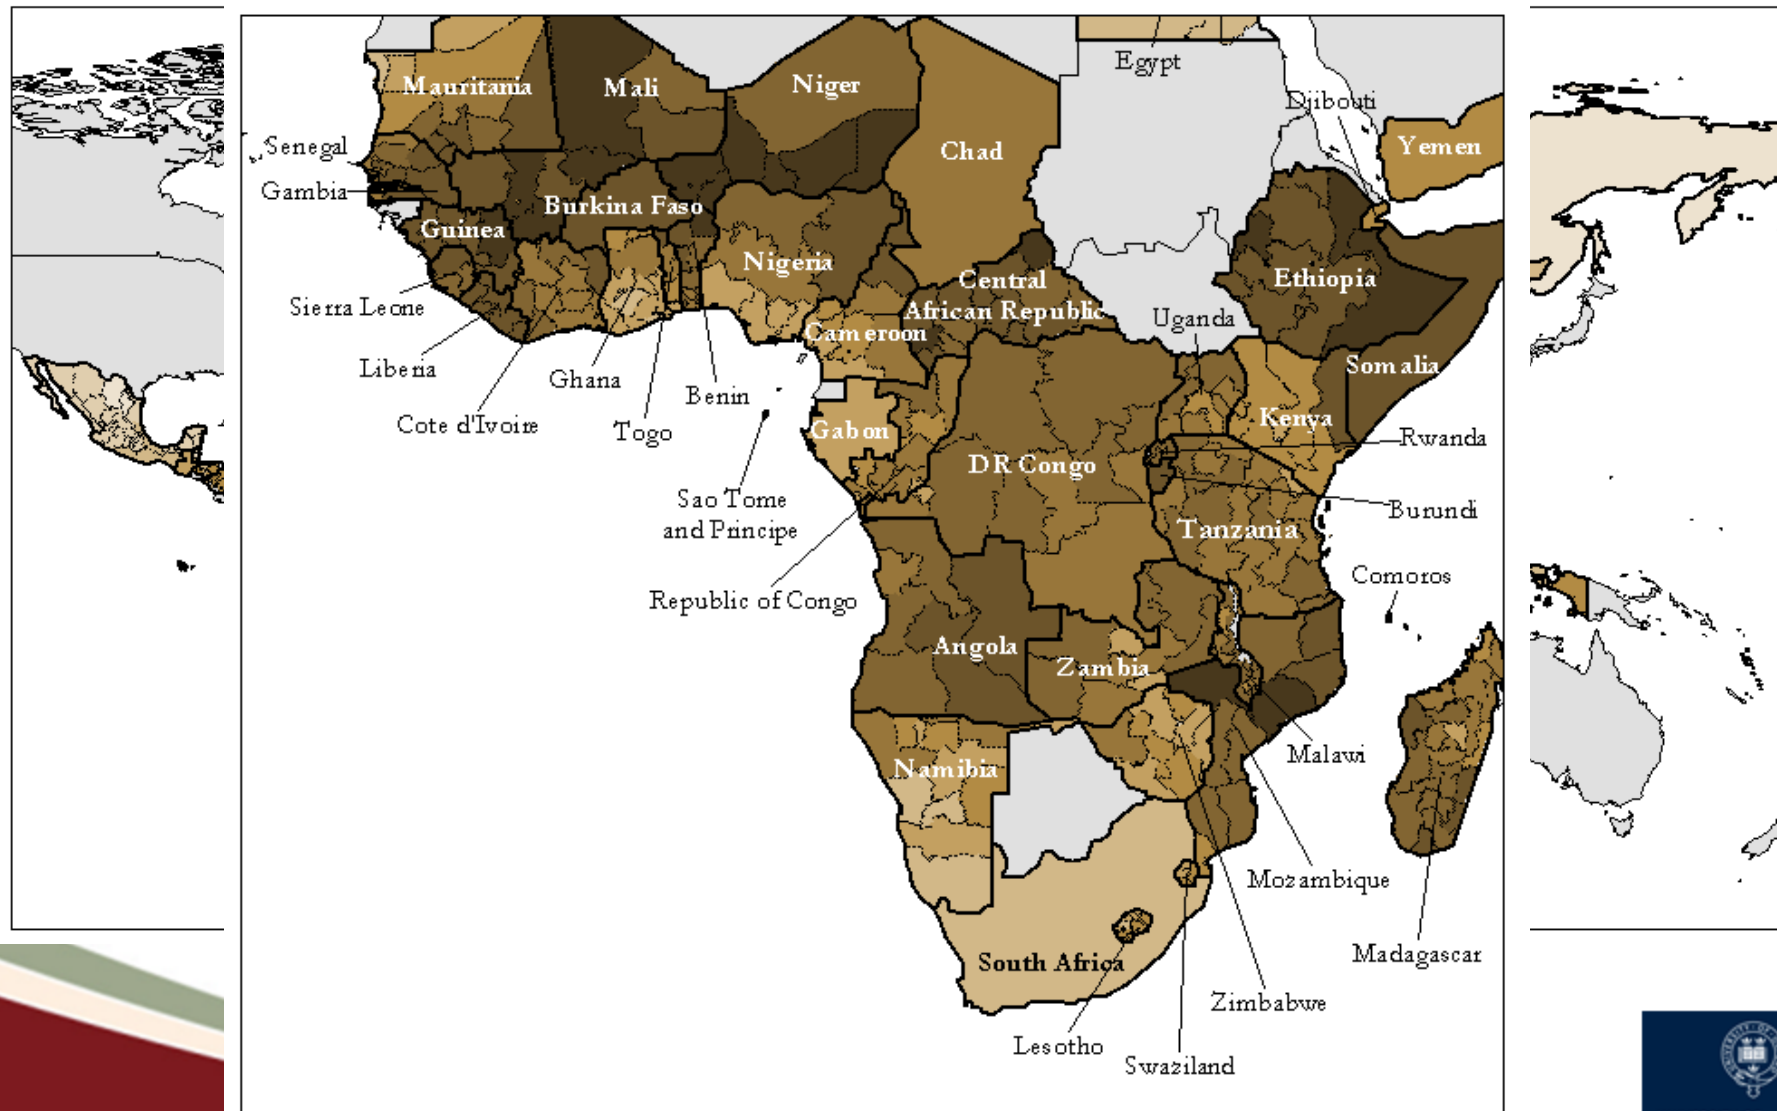 Egypt
Mauritania
Mali
Niger
Djibouti
Senegal
Chad
Yemen
Gambia
Burkina Faso
Guinea
Nigeria
Central
African Republic
Ethiopia
Sierra Leone
Uganda
Cameroon
Liberia
Ghana
Benin
Somalia
Cote d'Ivoire
Togo
Gabon
Kenya
Rwanda
DR Congo
Sao Tome
and Principe
Burundi
Tanzania
Comoros
Republic of Congo
Angola
Zambia
Malawi
Namibia
Mozambique
Madagascar
South Africa
Zimbabwe
Lesotho
Swaziland